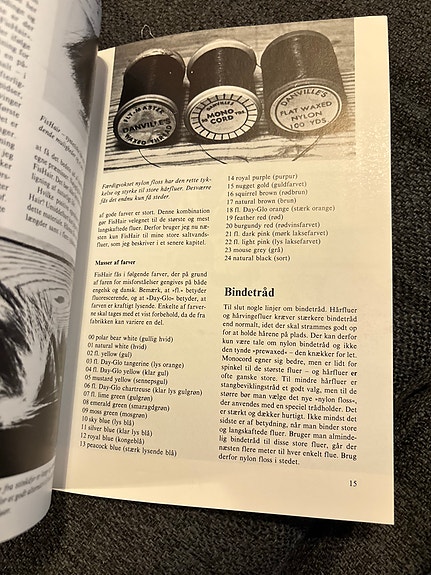 FLY-MASTER
DANVILLE'S
DANVILLE'S
MONO
CORD
DANVILLE'S
FLAT WAXED
NYLON
100 YDS
Færdigvokset nylon floss har den rette tyk-
kelse og styrke til store hårfluer. Desværre
fås det endnu kun få steder.
af gode farver er stort. Denne kombination
gør FisHair velegnet til de største og mest
langskaftede fluer. Derfor bruger jeg nu næ-
sten kun FisHair til mine store saltvands-
fluer, som jeg beskriver i et senere kapitel.
Masser af farver
FisHair fås i følgende farver, der på grund
af faren for misforståelser gengives på både
engelsk og dansk. Bemærk, at »fl.« betyder
fluorescerende, og at »Day-Glo« betyder, at
farven er kraftigt lysende. Enkelte af farver-
ne skal tages med et vist forbehold, da de fra
fabrikken kan variere en del.
00 polar bear white (gullig hvid)
01 natural white (hvid)
02 fl. yellow (gul)
03 fl. Day-Glo tangerine (lys orange)
04 fl. Day-Glo yellow (klar gul)
05 mustard yellow (sennepsgul)
06 fl. Day-Glo chartreuse (klar lys gulgrøn)
07 fl. lime green (gulgrøn)
08 emerald green (smaragdgrøn)
09 moss green (mosgrøn)
10 sky blue (lys blå)
11 silver blue (klar lys blå)
12 royal blue (kongeblå)
13 peacock blue (stærk lysende blå)
14 royal purple (purpur)
15 nugget gold (guldfarvet)
16 squirrel brown (rødbrun)
17 natural brown (brun)
18 fl. Day-Glo orange (stærk orange)
19 feather red (rød)
20 burgundy red (rødvinsfarvet)
21 fl. dark pink (mørk laksefarvet)
22 fl. light pink (lys laksefarvet)
23 mouse grey (grå)
24 natural black (sort)
Bindetråd
Til slut nogle linjer om bindetråd. Hårfluer
og hårvingefluer kræver stærkere bindetråd
end normalt, idet der skal strammes godt op
for at holde hårene på plads. Der kan derfor
kun være tale om nylon bindetråd og ikke
den tynde »prewaxed« – den knækker for let.
Monocord egner sig bedre, men er lidt for
spinkel til de største fluer – og hårfluer er
ofte ganske store. Til mindre hårfluer er
stangbeviklingstråd et godt valg, men til de
større bør man vælge det nye »nylon floss«,
der anvendes med en speciel trådholder. Det
er stærkt og dækker hurtigt. Ikke mindst det
sidste er af betydning, når man binder store
og langskaftede fluer. Bruger man alminde-
lig bindetråd til disse store fluer, går der
næsten flere meter til hver enkelt flue. Brug
derfor nylon floss i stedet.
15